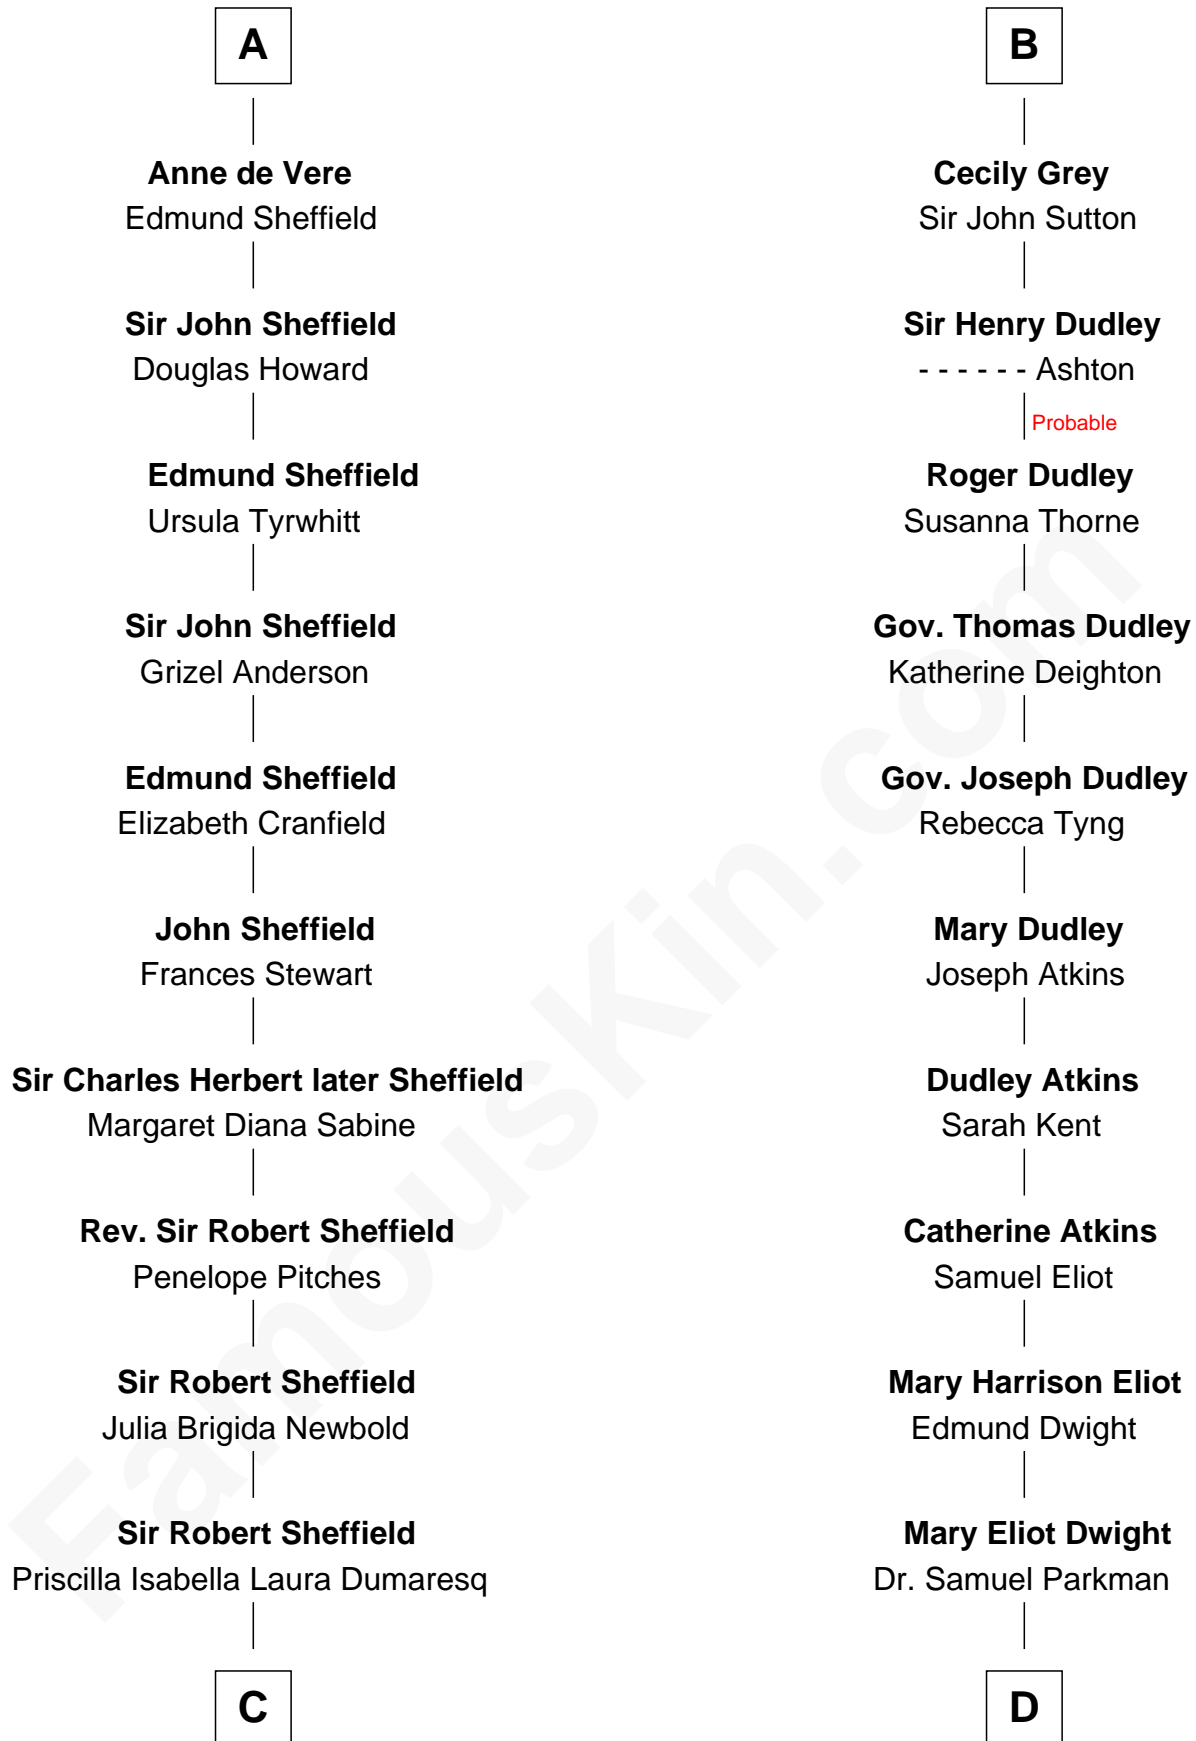 A
Anne de Vere
Edmund Sheffield
Sir John Sheffield
Douglas Howard
Edmund Sheffield
Ursula Tyrwhitt
Sir John Sheffield
Grizel Anderson
Edmund Sheffield
Elizabeth Cranfield
John Sheffield
Frances Stewart
Sir Charles Herbert later Sheffield
Margaret Diana Sabine
Rev. Sir Robert Sheffield
Penelope Pitches
Sir Robert Sheffield
Julia Brigida Newbold
Sir Robert Sheffield
Priscilla Isabella Laura Dumaresq
C
B
Cecily Grey
Sir John Sutton
Sir Henry Dudley
- - - - - - Ashton
Probable
Roger Dudley
Susanna Thorne
Gov. Thomas Dudley
Katherine Deighton
Gov. Joseph Dudley
Rebecca Tyng
Mary Dudley
Joseph Atkins
Dudley Atkins
Sarah Kent
Catherine Atkins
Samuel Eliot
Mary Harrison Eliot
Edmund Dwight
Mary Eliot Dwight
Dr. Samuel Parkman
D
FamousKin.com